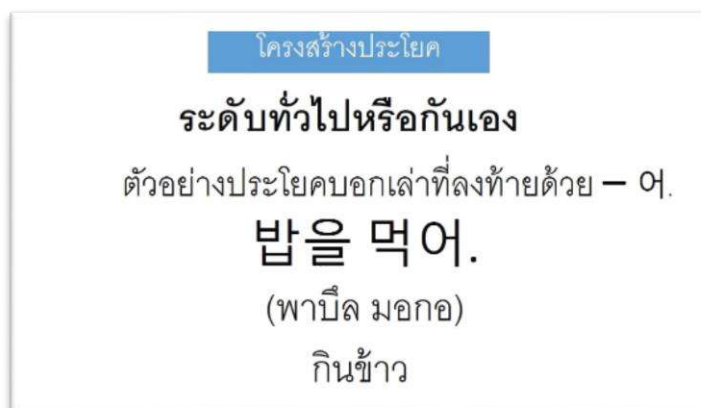 โครงสร้างประโยค
ระดับทั่วไปหรือกันเอง
ตัวอย่างประโยคบอกเล่าที่ลงท้ายด้วย – 어.
밥을 먹어.
(พาบึล มอกอ)
กินข้าว